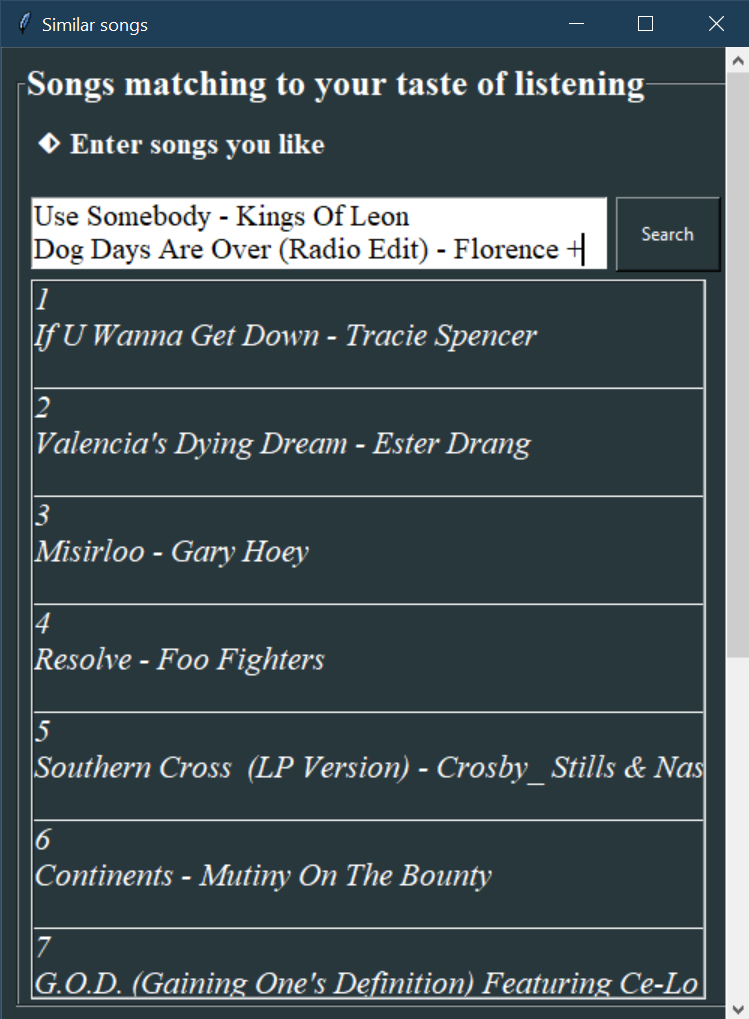 Similar songs
Songs matching to your taste of listening
Enter songs you like
Use Somebody - Kings Of Leon
Dog Days Are Over (Radio Edit) - Florence +
Search
1
If U Wanna Get Down - Tracie Spencer
2
Valencia's Dying Dream - Ester Drang
3
Misirloo - Gary Hoey
4
Resolve - Foo Fighters
5
Southern Cross  (LP Version) - Crosby_ Stills & Nas
6
Continents - Mutiny On The Bounty
7
G.O.D. (Gaining One's Definition) Featuring Ce-Lo